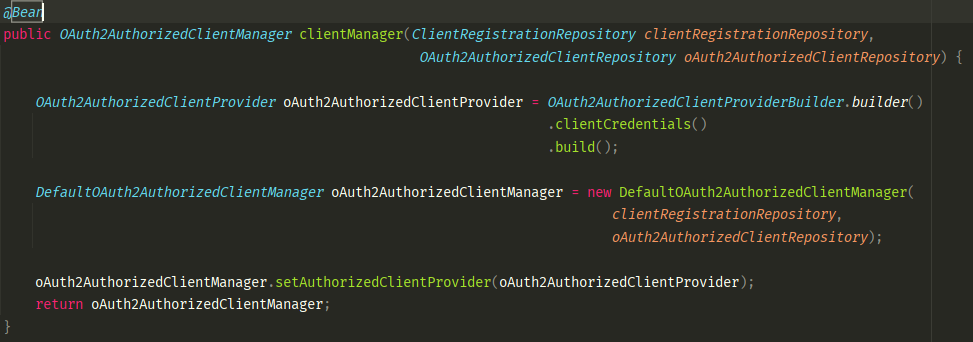 @Bean
public OAuth2AuthorizedClientManager clientManager(ClientRegistrationRepository clientRegistrationRepository,
OAuth2AuthorizedClientRepository oAuth2AuthorizedClientRepository) {
OAuth2AuthorizedClientProvider oAuth2AuthorizedClientProvider = OAuth2AuthorizedClientProviderBuilder.builder()
.clientCredentials()
.build();
DefaultOAuth2AuthorizedClientManager oAuth2AuthorizedClientManager = new DefaultOAuth2AuthorizedClientManager(
clientRegistrationRepository,
oAuth2AuthorizedClientRepository);
oAuth2AuthorizedClientManager.setAuthorizedClientProvider(oAuth2AuthorizedClientProvider);
return oAuth2AuthorizedClientManager;
}